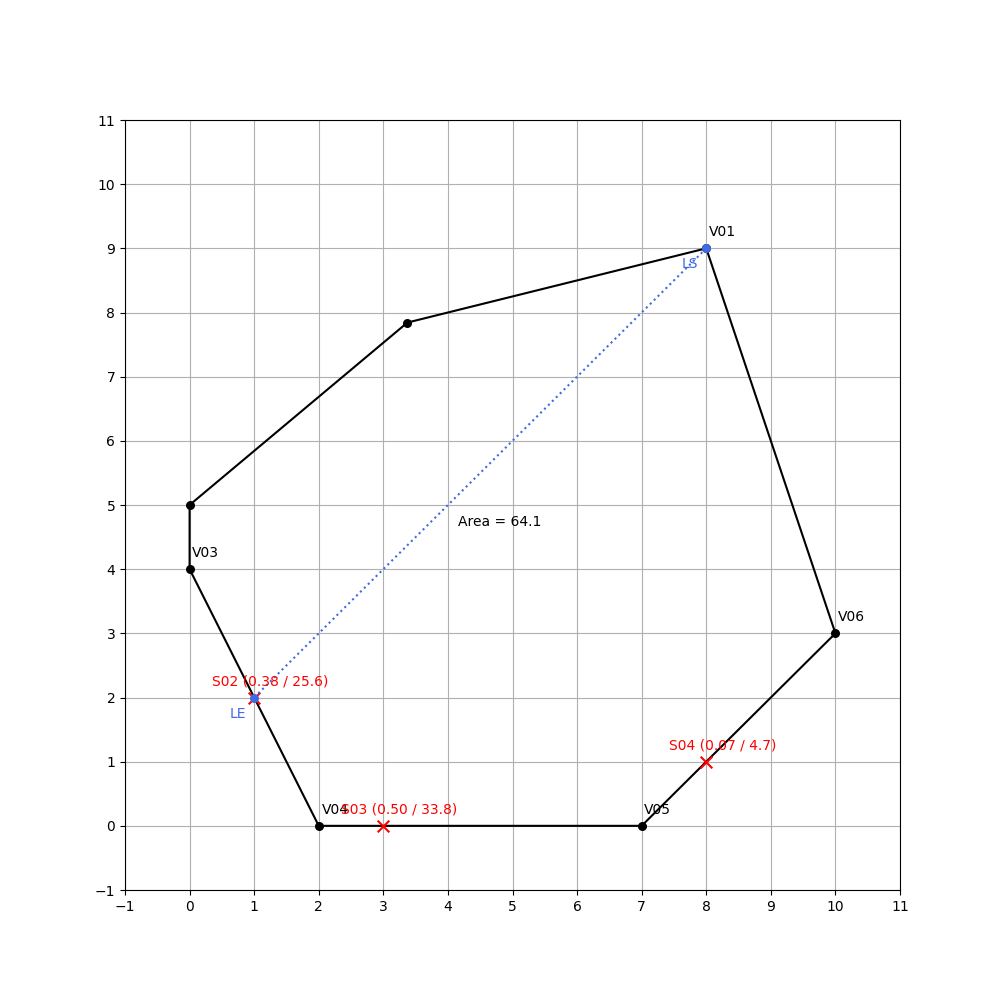 11
10
9
8
7
6
5
4
3
2
1
0
−1
V01
LS
Area = 64.1
V03
V06
S02 (0.38 / 25.6)
LE
S04 (0.07 / 4.7)
V04
S03 (0.50 / 33.8)
V05
−1 0 1 2 3 4 5 6 7 8 9 10 11